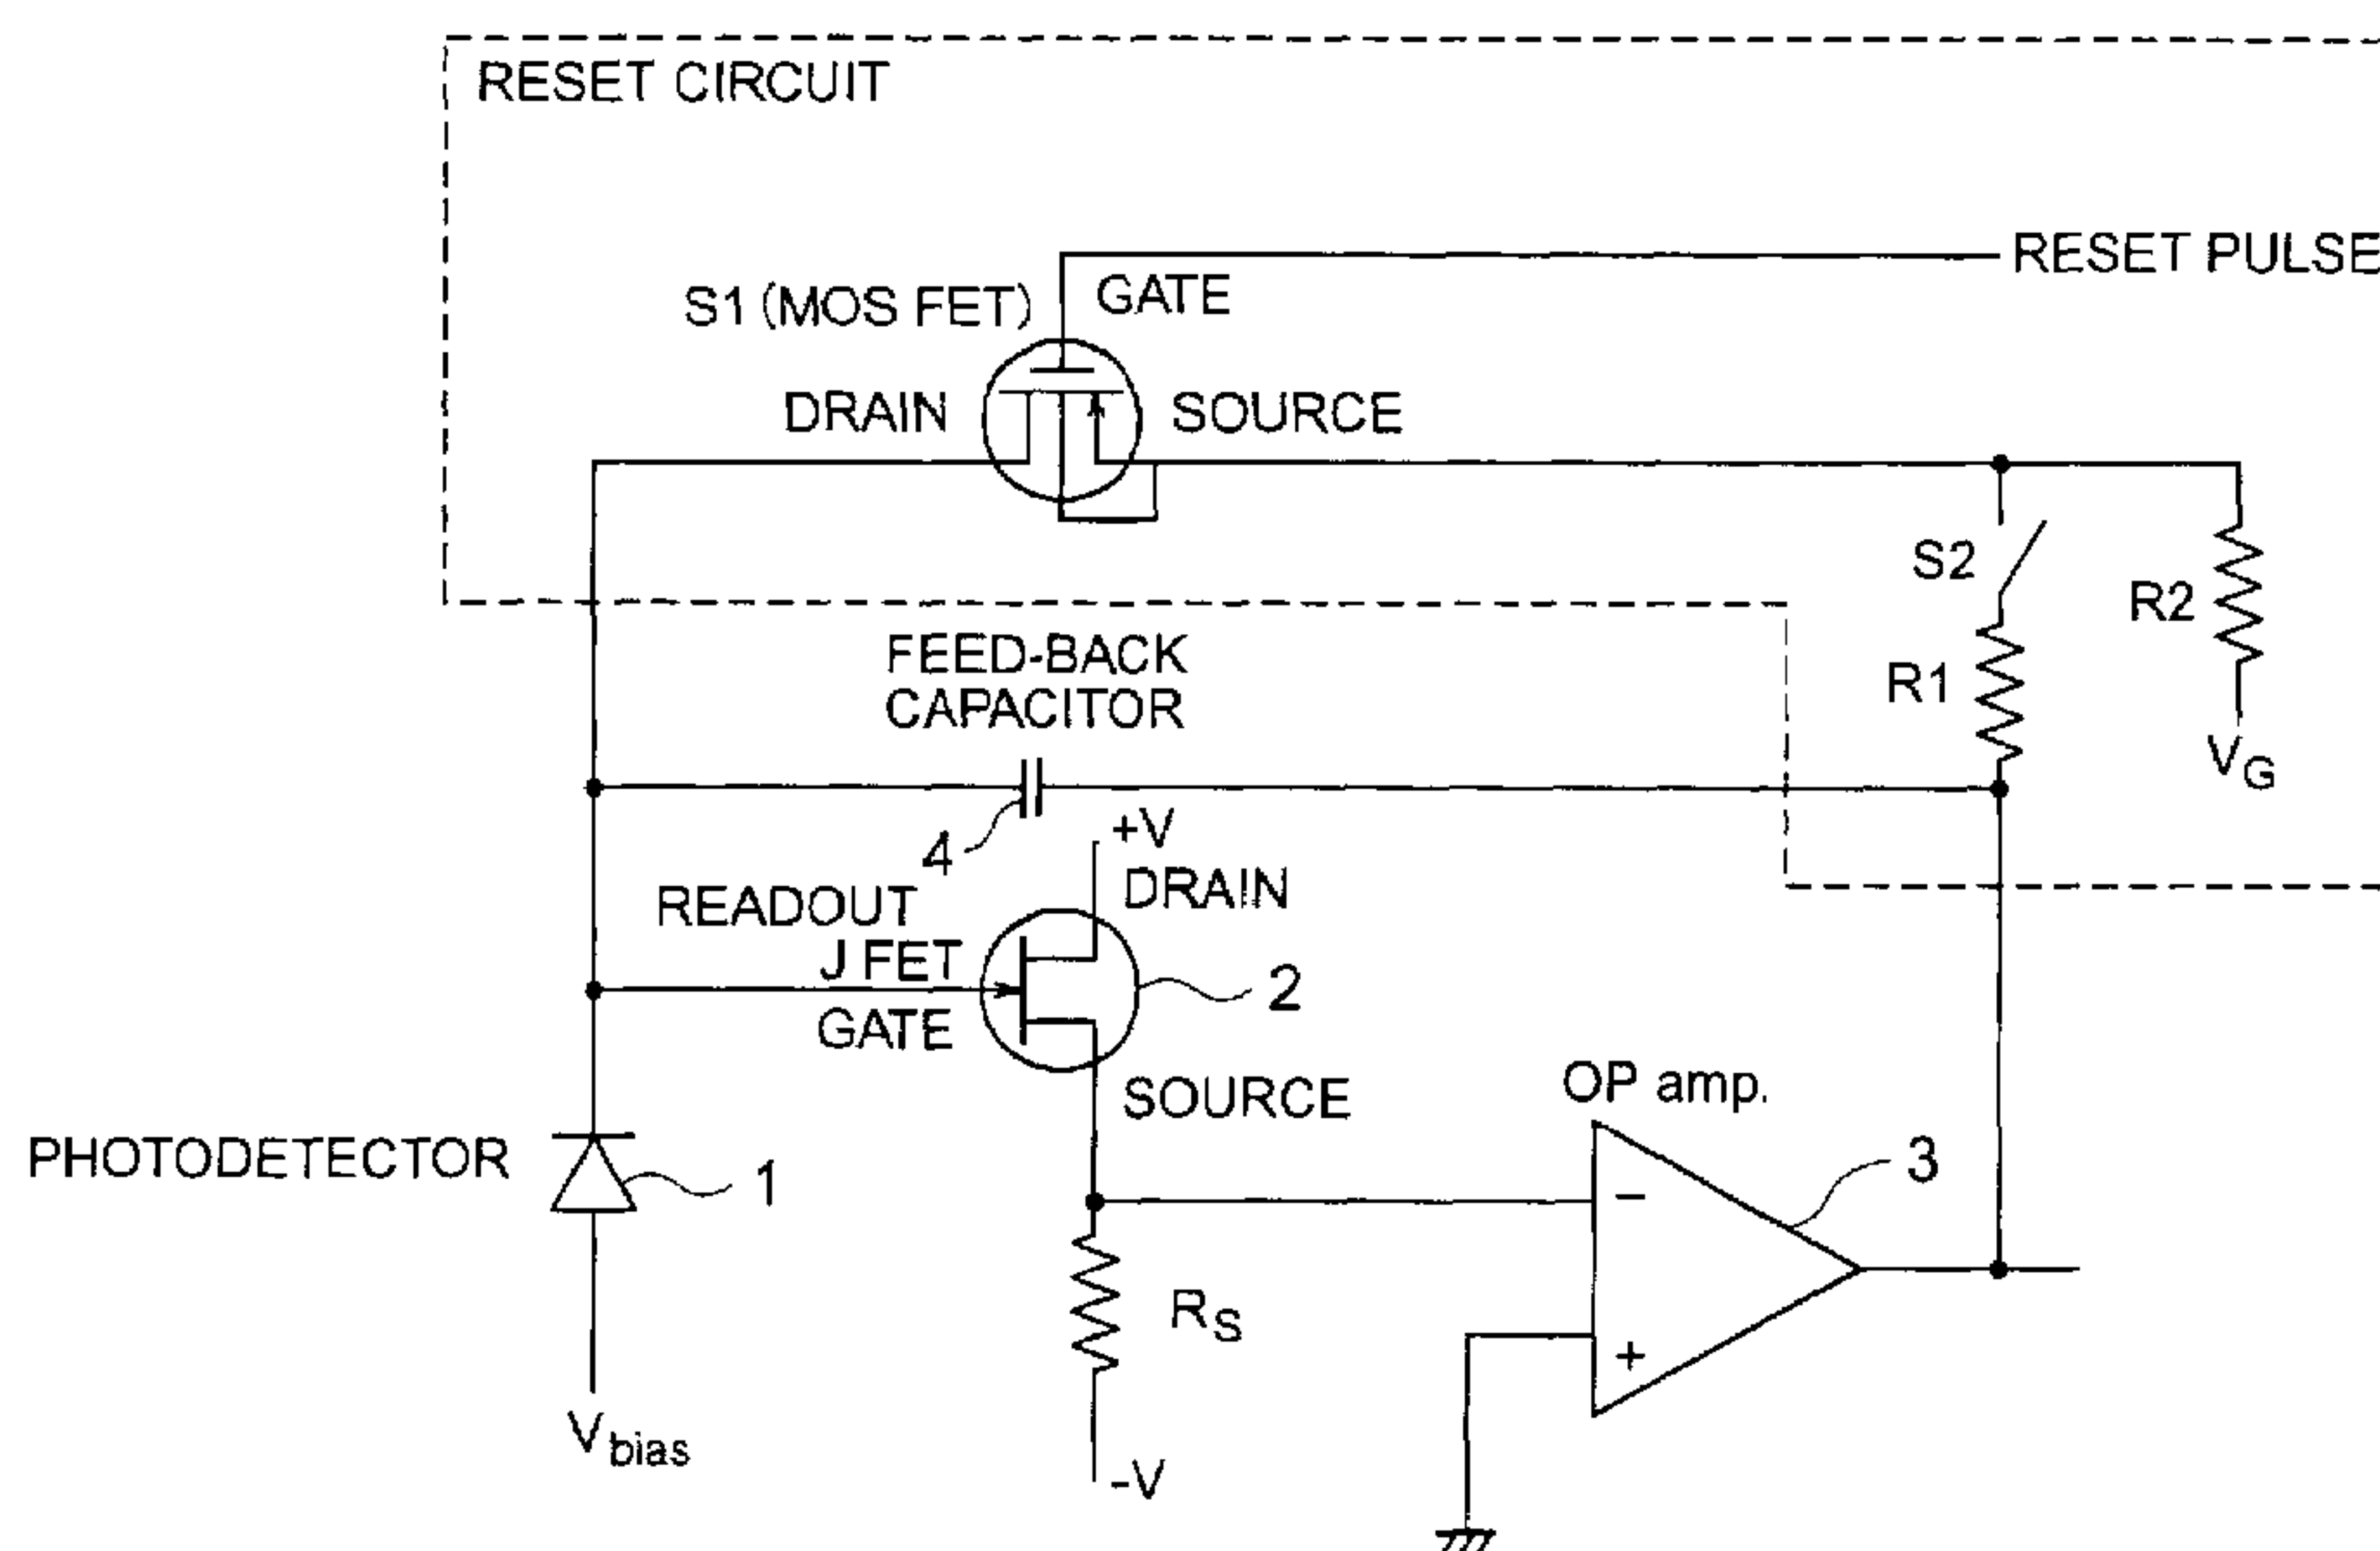 RESET CIRCUIT
RESET PULSE
S1 (MOS FET)
GATE
DRAIN
SOURCE
S2
R2
R1
VG
FEED-BACK
CAPACITOR
4
+V
DRAIN
READOUT
J FET
GATE
2
SOURCE
OP amp.
3
PHOTODETECTOR
1
−
+
RS
Vbias
-V